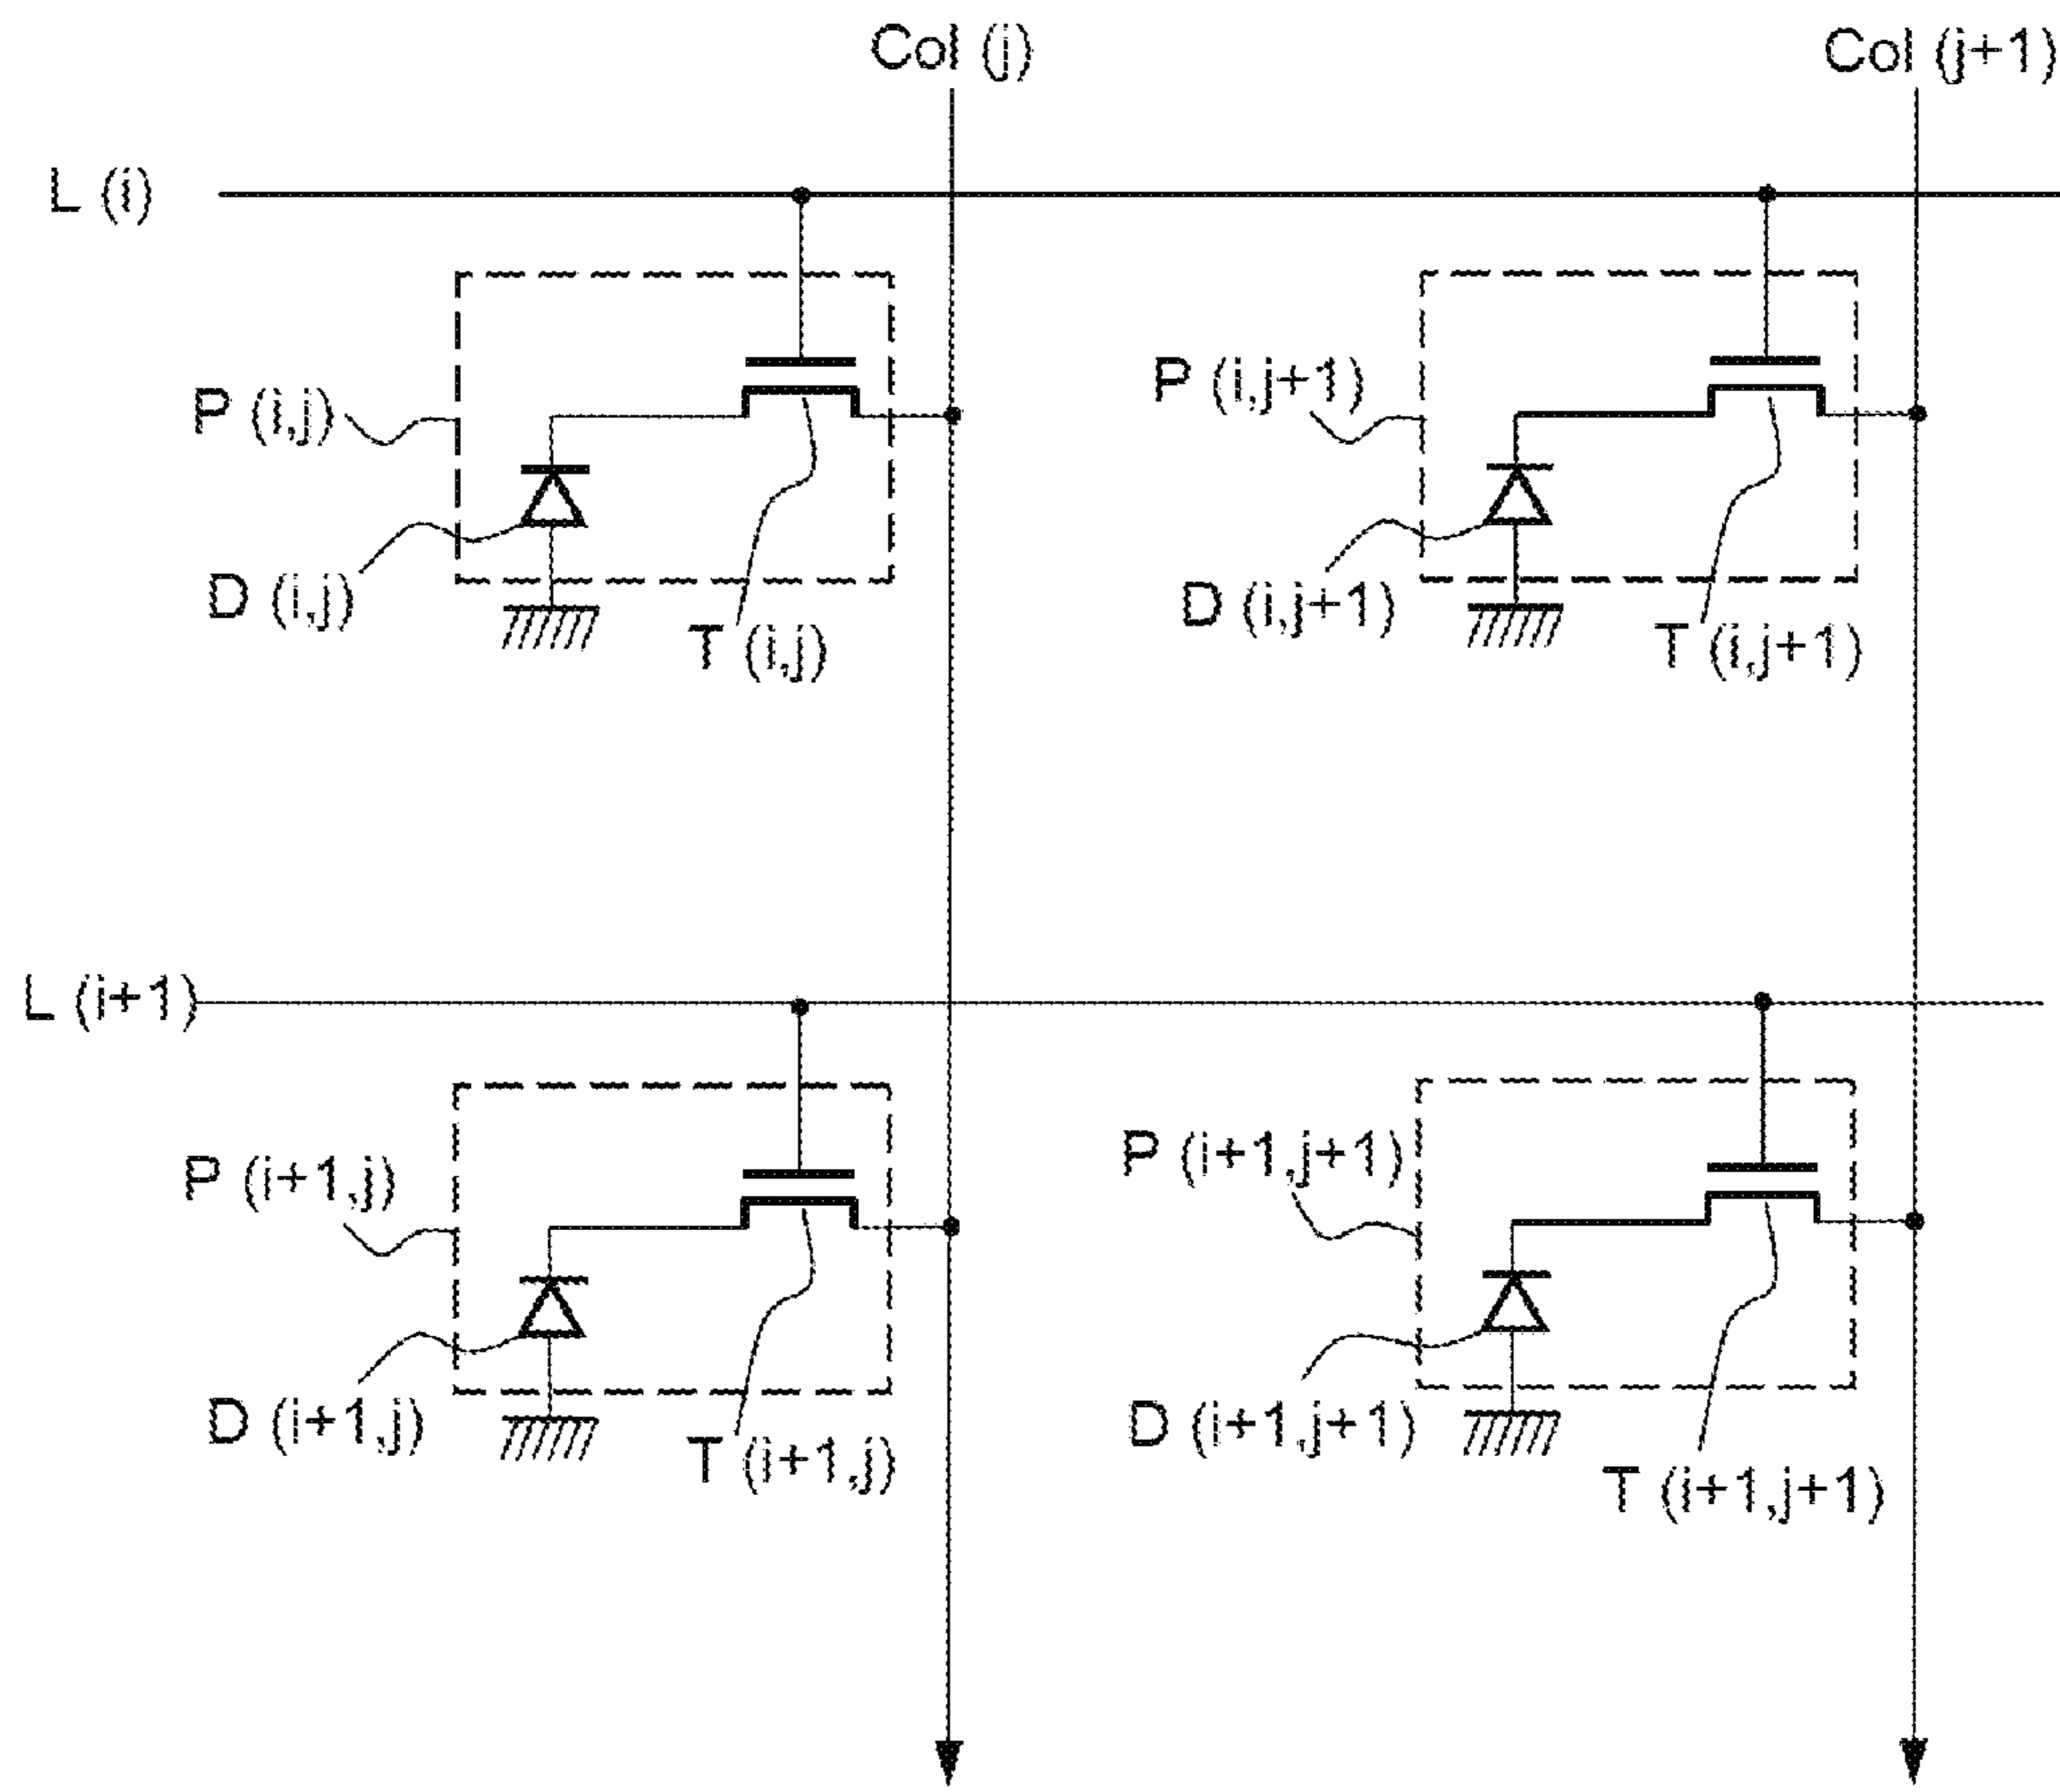 Col (j)
Col (j+1)
L (i)
P (i,j)
P (i,j+1)
D (i,j)
D (i,j+1)
T (i,j)
T (i,j+1)
L (i+1)
P (i+1,j)
P (i+1,j+1)
D (i+1,j)
D (i+1,j+1)
T (i+1,j)
T (i+1,j+1)